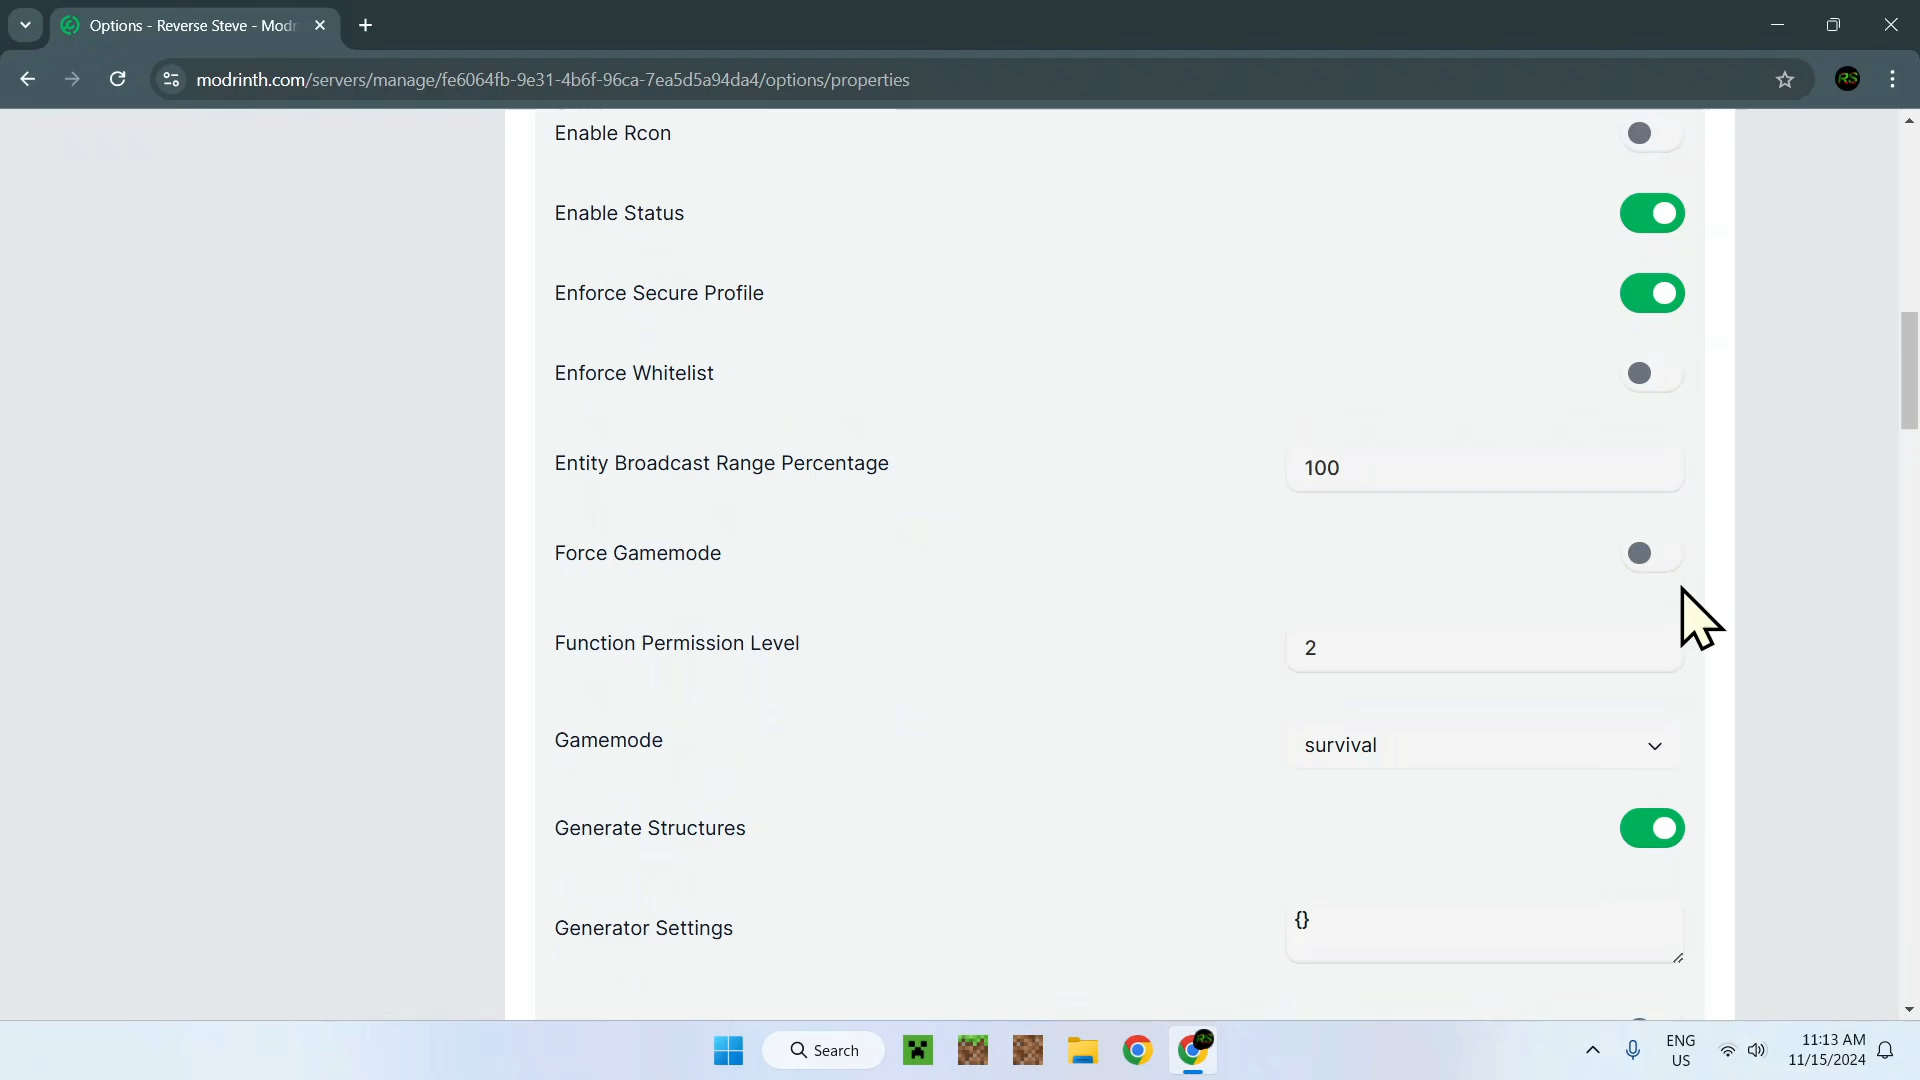 Options - Reverse Steve - Modr
modrinth.com/servers/manage/fe6064fb-9e31-4b6f-96ca-7ea5d5a94da4/options/properties
RS
Enable Rcon
Enable Status
Enforce Secure Profile
Enforce Whitelist
Entity Broadcast Range Percentage
100
Force Gamemode
Function Permission Level
2
Gamemode
survival
Generate Structures
Generator Settings
{}
Search
RS
ENG
US
11:13 AM
11/15/2024